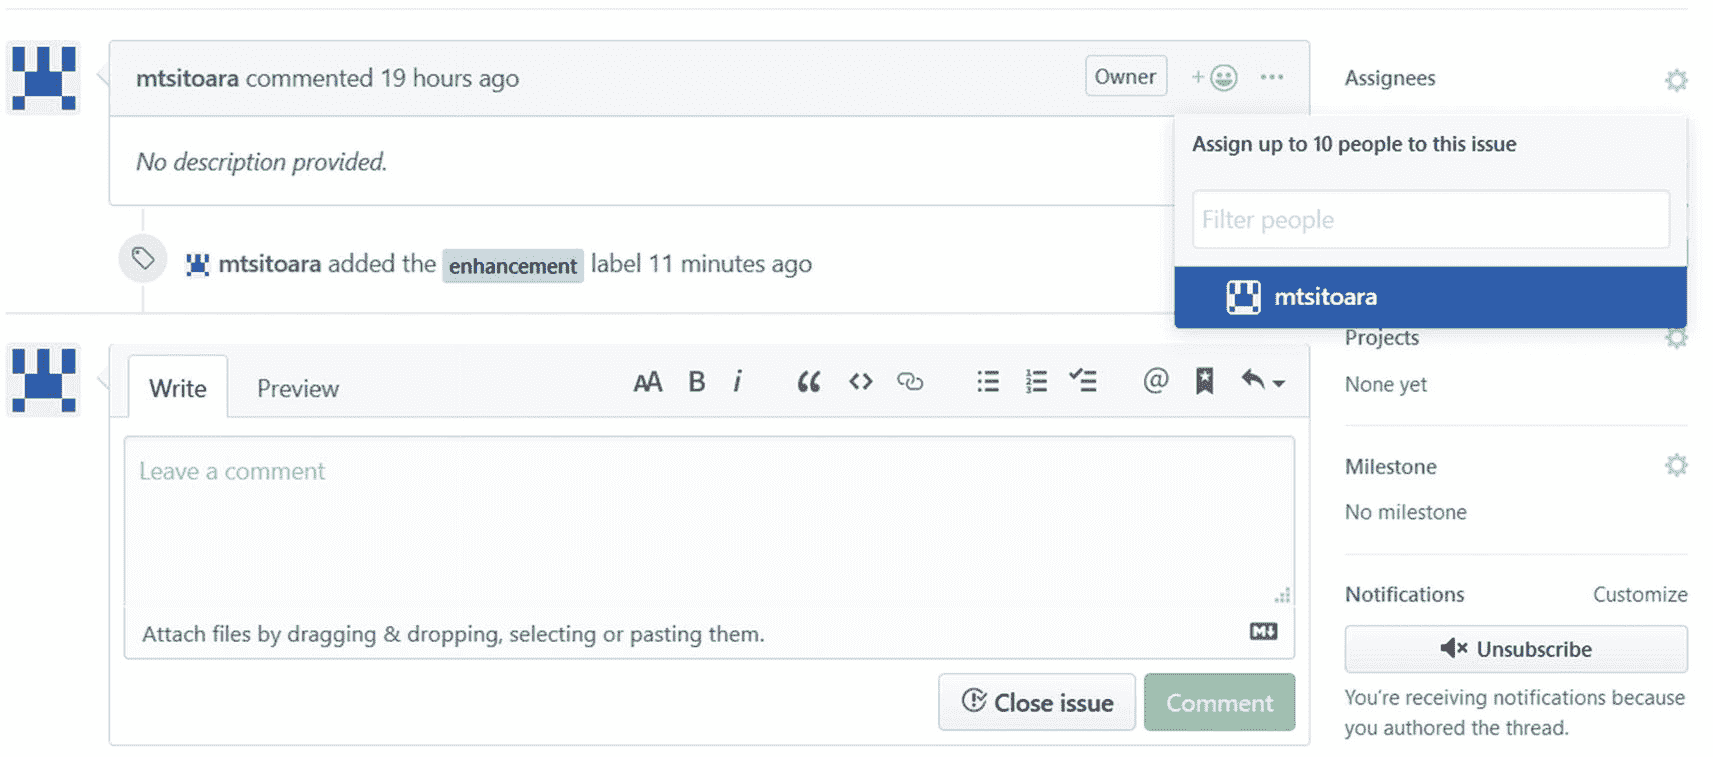 mtsitoara commented 19 hours ago
Owner
No description provided.
mtsitoara added the enhancement label 11 minutes ago
Write
Preview
AA B i
Leave a comment
Attach files by dragging & dropping, selecting or pasting them.
Close issue
Comment
Assignees
Assign up to 10 people to this issue
Filter people
mtsitoara
Projects
None yet
Milestone
No milestone
Notifications
Customize
Unsubscribe
You're receiving notifications because
you authored the thread.